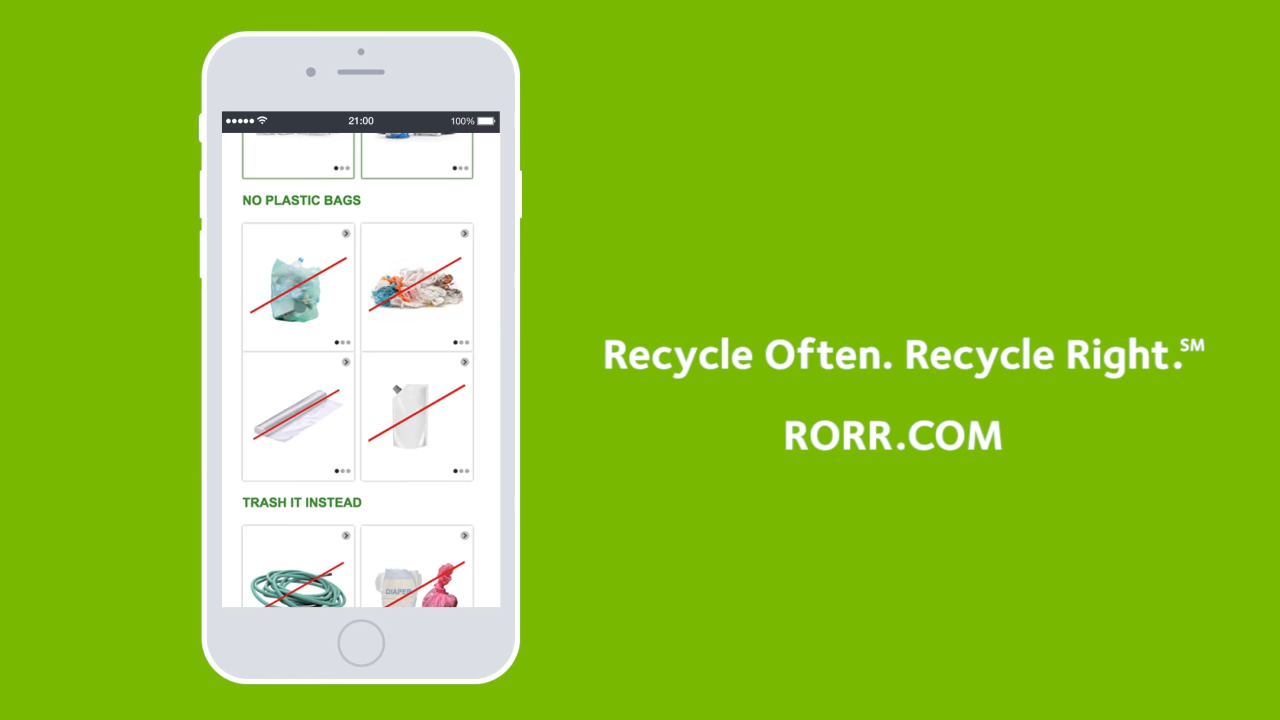 21:00
100%
NO PLASTIC BAGS
TRASH IT INSTEAD
DIAPER
Recycle Often. Recycle Right.℠
RORR.COM